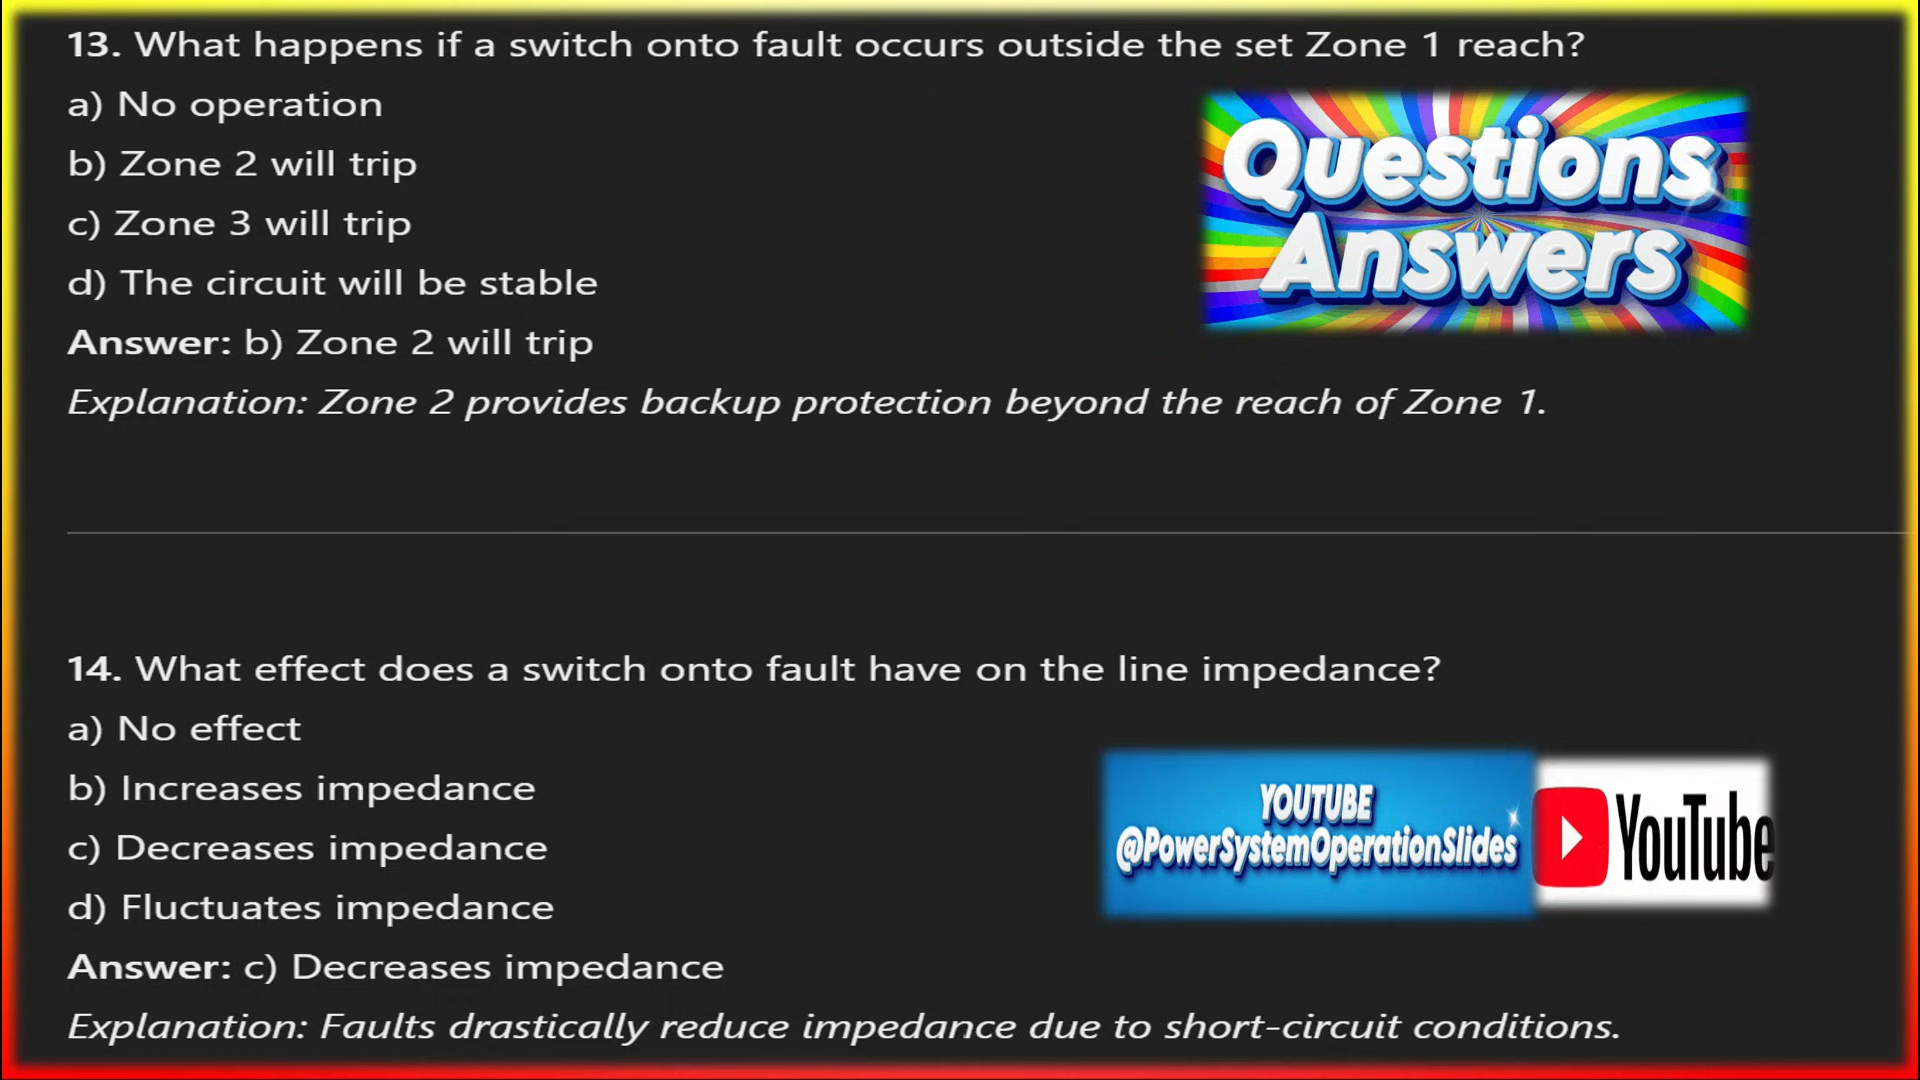 13. What happens if a switch onto fault occurs outside the set Zone 1 reach?
a) No operation
b) Zone 2 will trip
c) Zone 3 will trip
d) The circuit will be stable
Answer: b) Zone 2 will trip
Explanation: Zone 2 provides backup protection beyond the reach of Zone 1.
Questions
Answers
14. What effect does a switch onto fault have on the line impedance?
a) No effect
b) Increases impedance
c) Decreases impedance
d) Fluctuates impedance
Answer: c) Decreases impedance
Explanation: Faults drastically reduce impedance due to short-circuit conditions.
YOUTUBE
@PowerSystemOperationSlides
YouTube